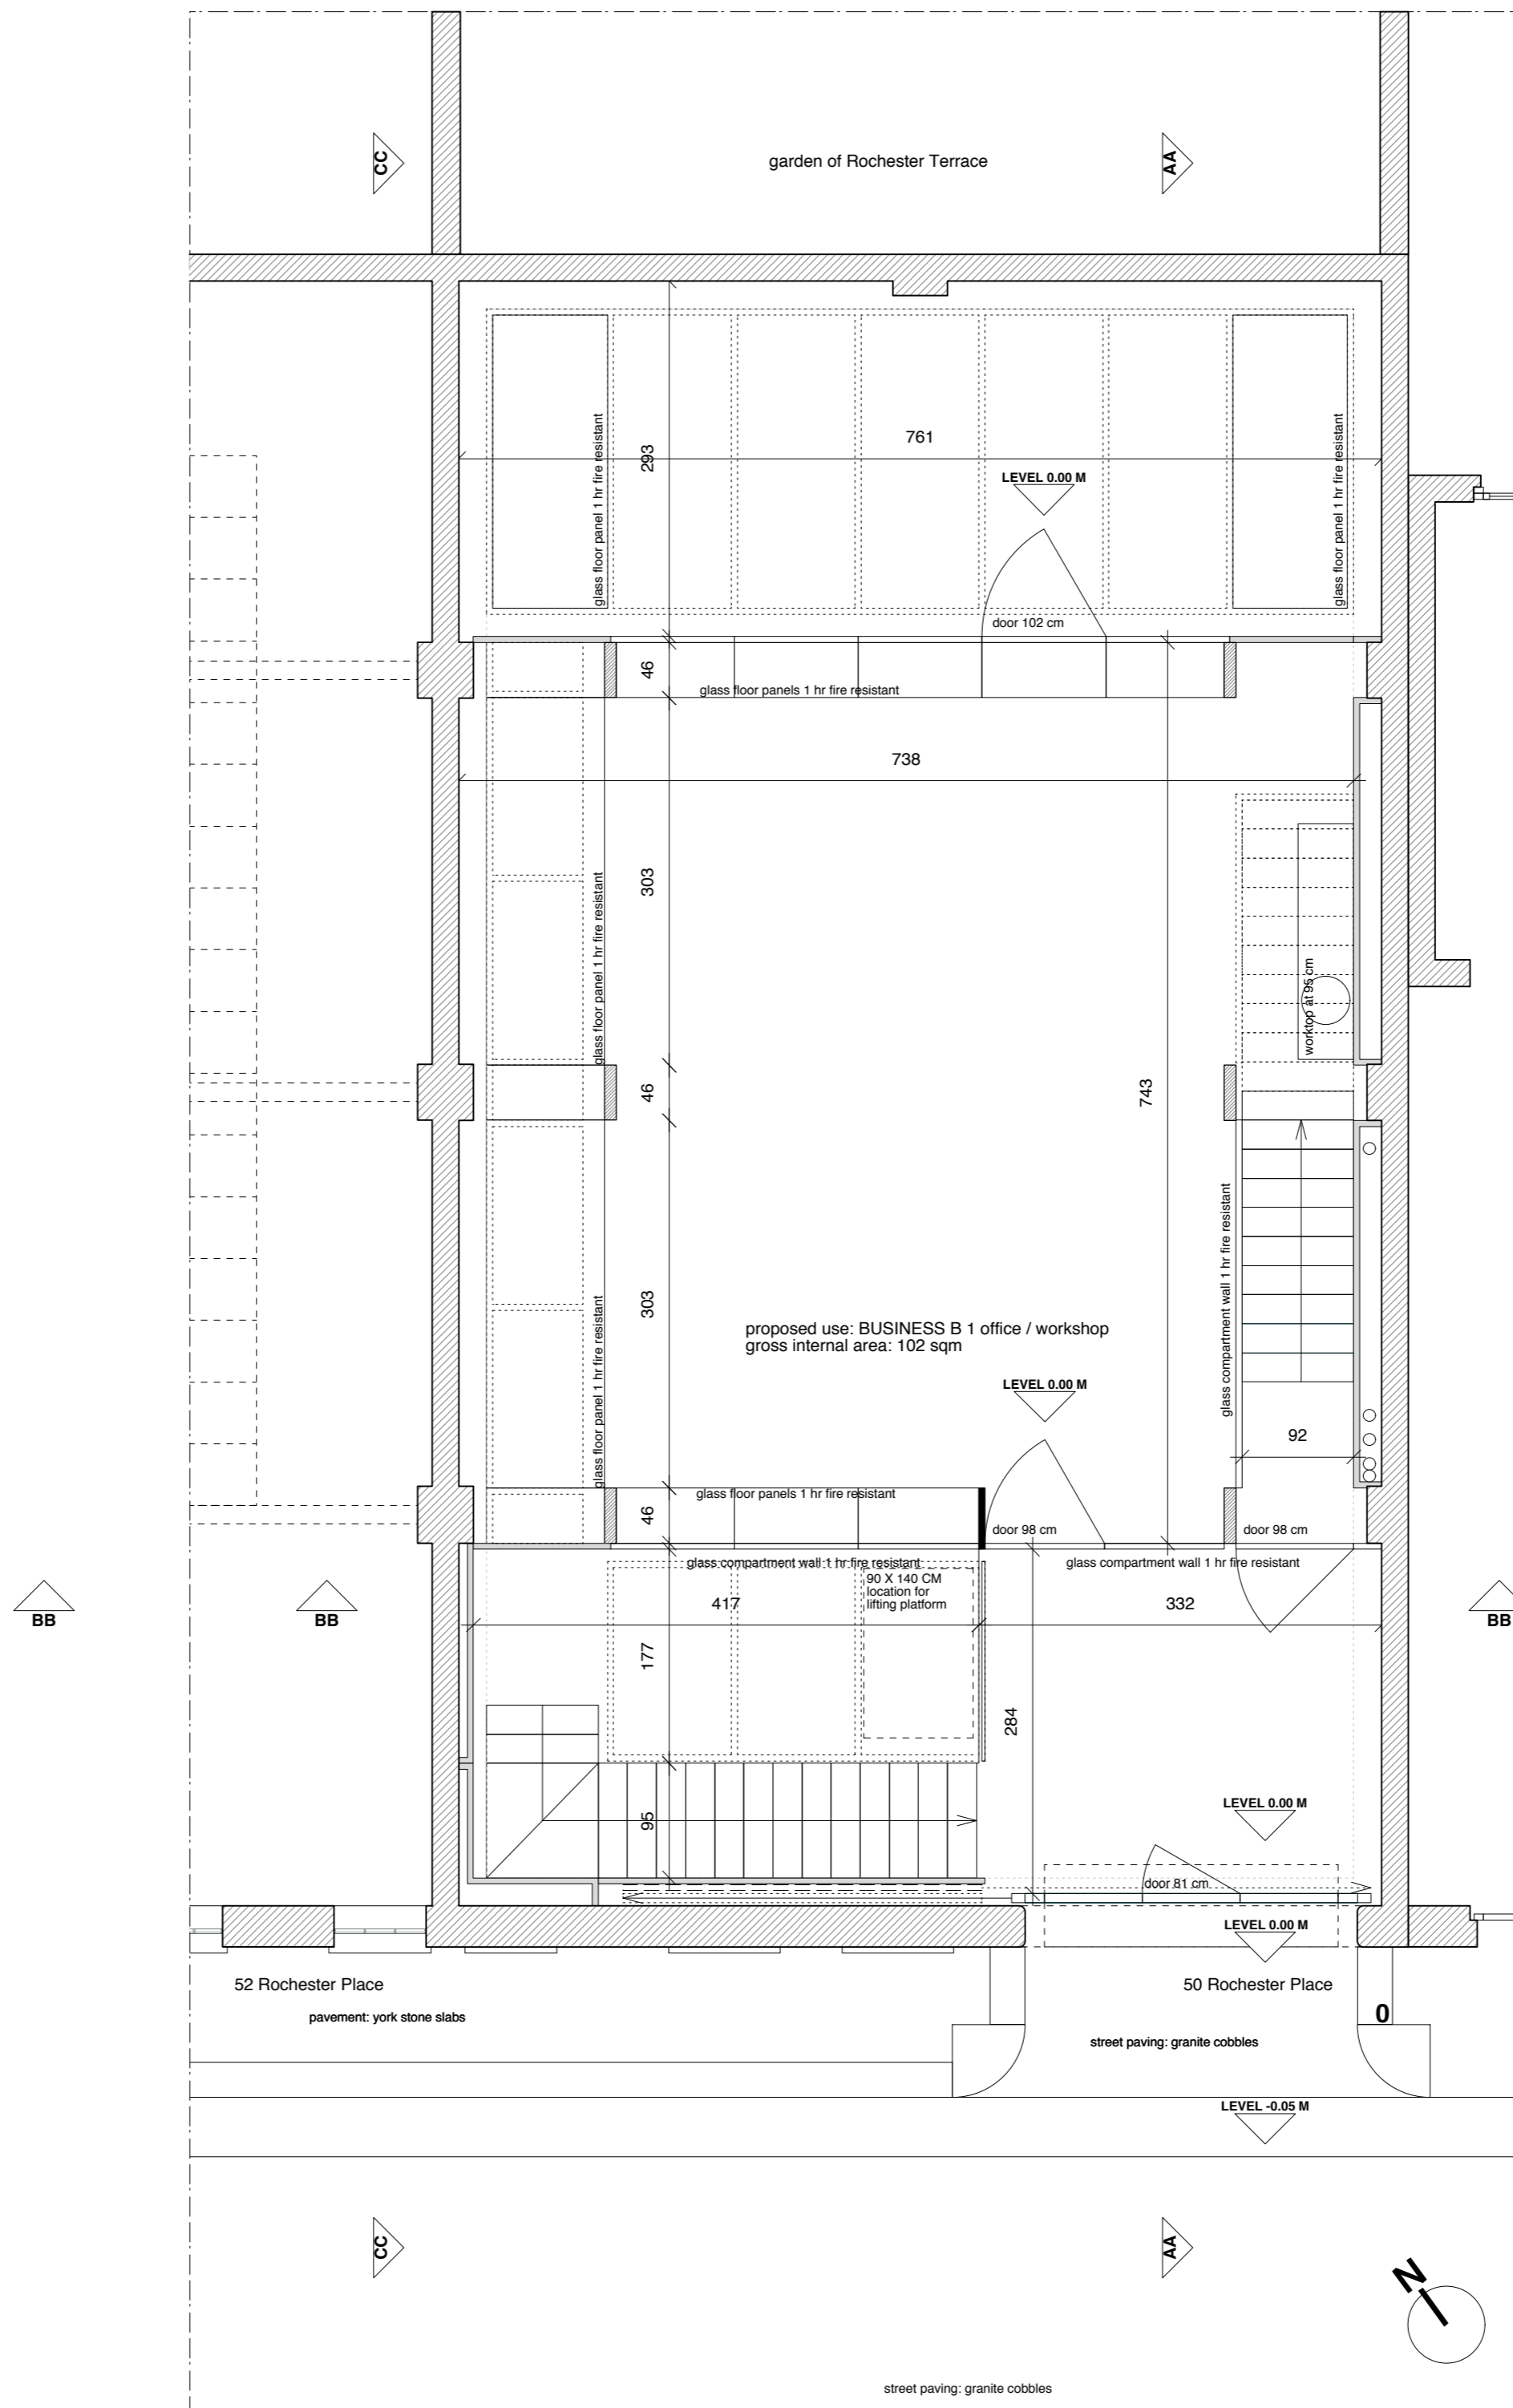 CC
garden of Rochester Terrace
AA
glass floor panel 1 hr fire resistant
293
761
LEVEL 0.00 M
glass floor panel 1 hr fire resistant
door 102 cm
46
glass floor panels 1 hr fire resistant
738
303
glass floor panel 1 hr fire resistant
worktop at 95 cm
46
743
303
glass floor panel 1 hr fire resistant
glass compartment wall 1 hr fire resistant
proposed use: BUSINESS B 1 office / workshop
gross internal area: 102 sqm
LEVEL 0.00 M
92
glass floor panels 1 hr fire resistant
46
door 98 cm
door 98 cm
glass compartment wall 1 hr fire resistant
glass compartment wall 1 hr fire resistant
90 X 140 CM
location for
lifting platform
417
332
BB
BB
BB
177
284
95
LEVEL 0.00 M
door 81 cm
LEVEL 0.00 M
52 Rochester Place
50 Rochester Place
pavement: york stone slabs
0
street paving: granite cobbles
LEVEL -0.05 M
CC
AA
N
street paving: granite cobbles